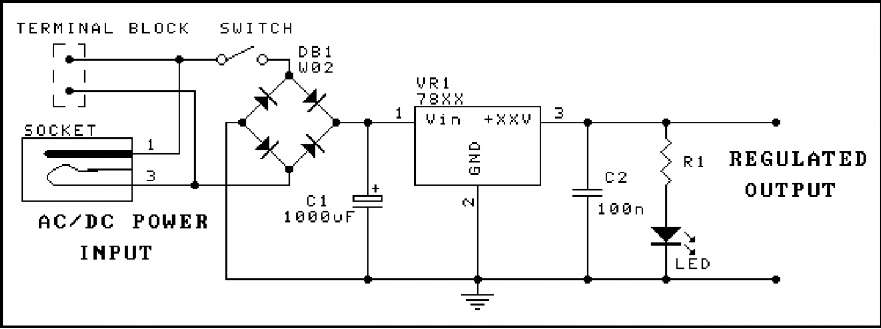 TERMINAL BLOCK
SWITCH
DB1
W02
VR1
78XX
1
Vin
+XXV
3
GND
2
SOCKET
1
3
AC/DC POWER
INPUT
C1
1000uF
+
C2
100n
R1
LED
REGULATED
OUTPUT